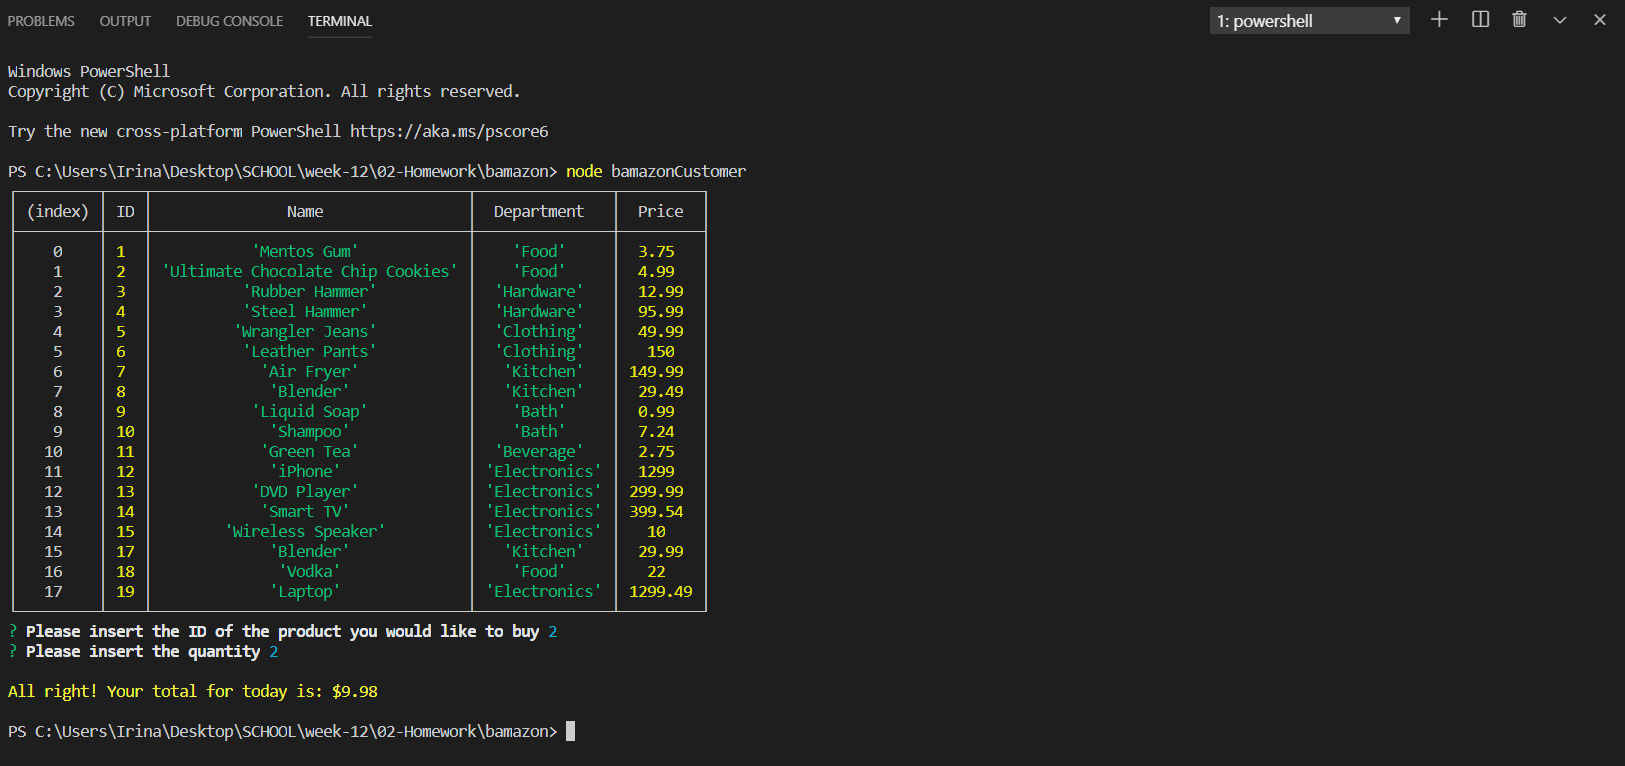 PROBLEMS OUTPUT DEBUG CONSOLE TERMINAL 1: powershell
Windows PowerShell
Copyright (C) Microsoft Corporation. All rights reserved.
Try the new cross-platform PowerShell https://aka.ms/pscore6
PS C:\Users\Irina\Desktop\SCHOOL\week-12\02-Homework\bamazon> node bamazonCustomer
(index) ID Name Department Price
0 1 'Mentos Gum' 'Food' 3.75
1 2 'Ultimate Chocolate Chip Cookies' 'Food' 4.99
2 3 'Rubber Hammer' 'Hardware' 12.99
3 4 'Steel Hammer' 'Hardware' 95.99
4 5 'Wrangler Jeans' 'Clothing' 49.99
5 6 'Leather Pants' 'Clothing' 150
6 7 'Air Fryer' 'Kitchen' 149.99
7 8 'Blender' 'Kitchen' 29.49
8 9 'Liquid Soap' 'Bath' 0.99
9 10 'Shampoo' 'Bath' 7.24
10 11 'Green Tea' 'Beverage' 2.75
11 12 'iPhone' 'Electronics' 1299
12 13 'DVD Player' 'Electronics' 299.99
13 14 'Smart TV' 'Electronics' 399.54
14 15 'Wireless Speaker' 'Electronics' 10
15 17 'Blender' 'Kitchen' 29.99
16 18 'Vodka' 'Food' 22
17 19 'Laptop' 'Electronics' 1299.49
? Please insert the ID of the product you would like to buy 2
? Please insert the quantity 2
All right! Your total for today is: $9.98
PS C:\Users\Irina\Desktop\SCHOOL\week-12\02-Homework\bamazon>